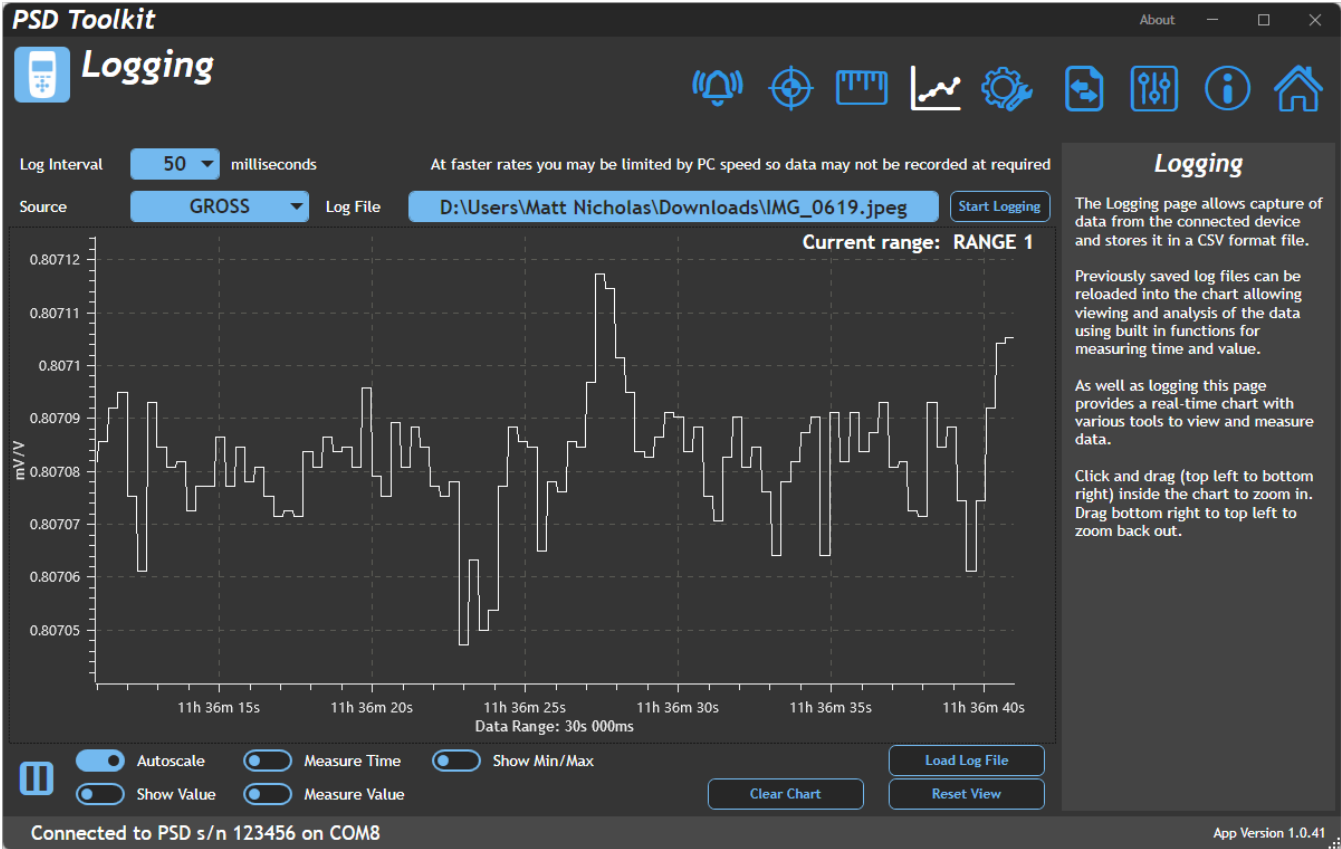 PSD Toolkit
About
Logging
Log Interval 50 milliseconds At faster rates you may be limited by PC speed so data may not be recorded at required
Source GROSS Log File D:\Users\Matt Nicholas\Downloads\IMG_0619.jpeg Start Logging
Current range: RANGE 1
0.80712
0.80711
0.8071
0.80709
0.80708
0.80707
0.80706
0.80705
mV/V
11h 36m 15s 11h 36m 20s 11h 36m 25s 11h 36m 30s 11h 36m 35s 11h 36m 40s
Data Range: 30s 000ms
Autoscale Measure Time Show Min/Max Load Log File
Show Value Measure Value Clear Chart Reset View
Logging
The Logging page allows capture of
data from the connected device
and stores it in a CSV format file.
Previously saved log files can be
reloaded into the chart allowing
viewing and analysis of the data
using built in functions for
measuring time and value.
As well as logging this page
provides a real-time chart with
various tools to view and measure
data.
Click and drag (top left to bottom
right) inside the chart to zoom in.
Drag bottom right to top left to
zoom back out.
Connected to PSD s/n 123456 on COM8
App Version 1.0.41